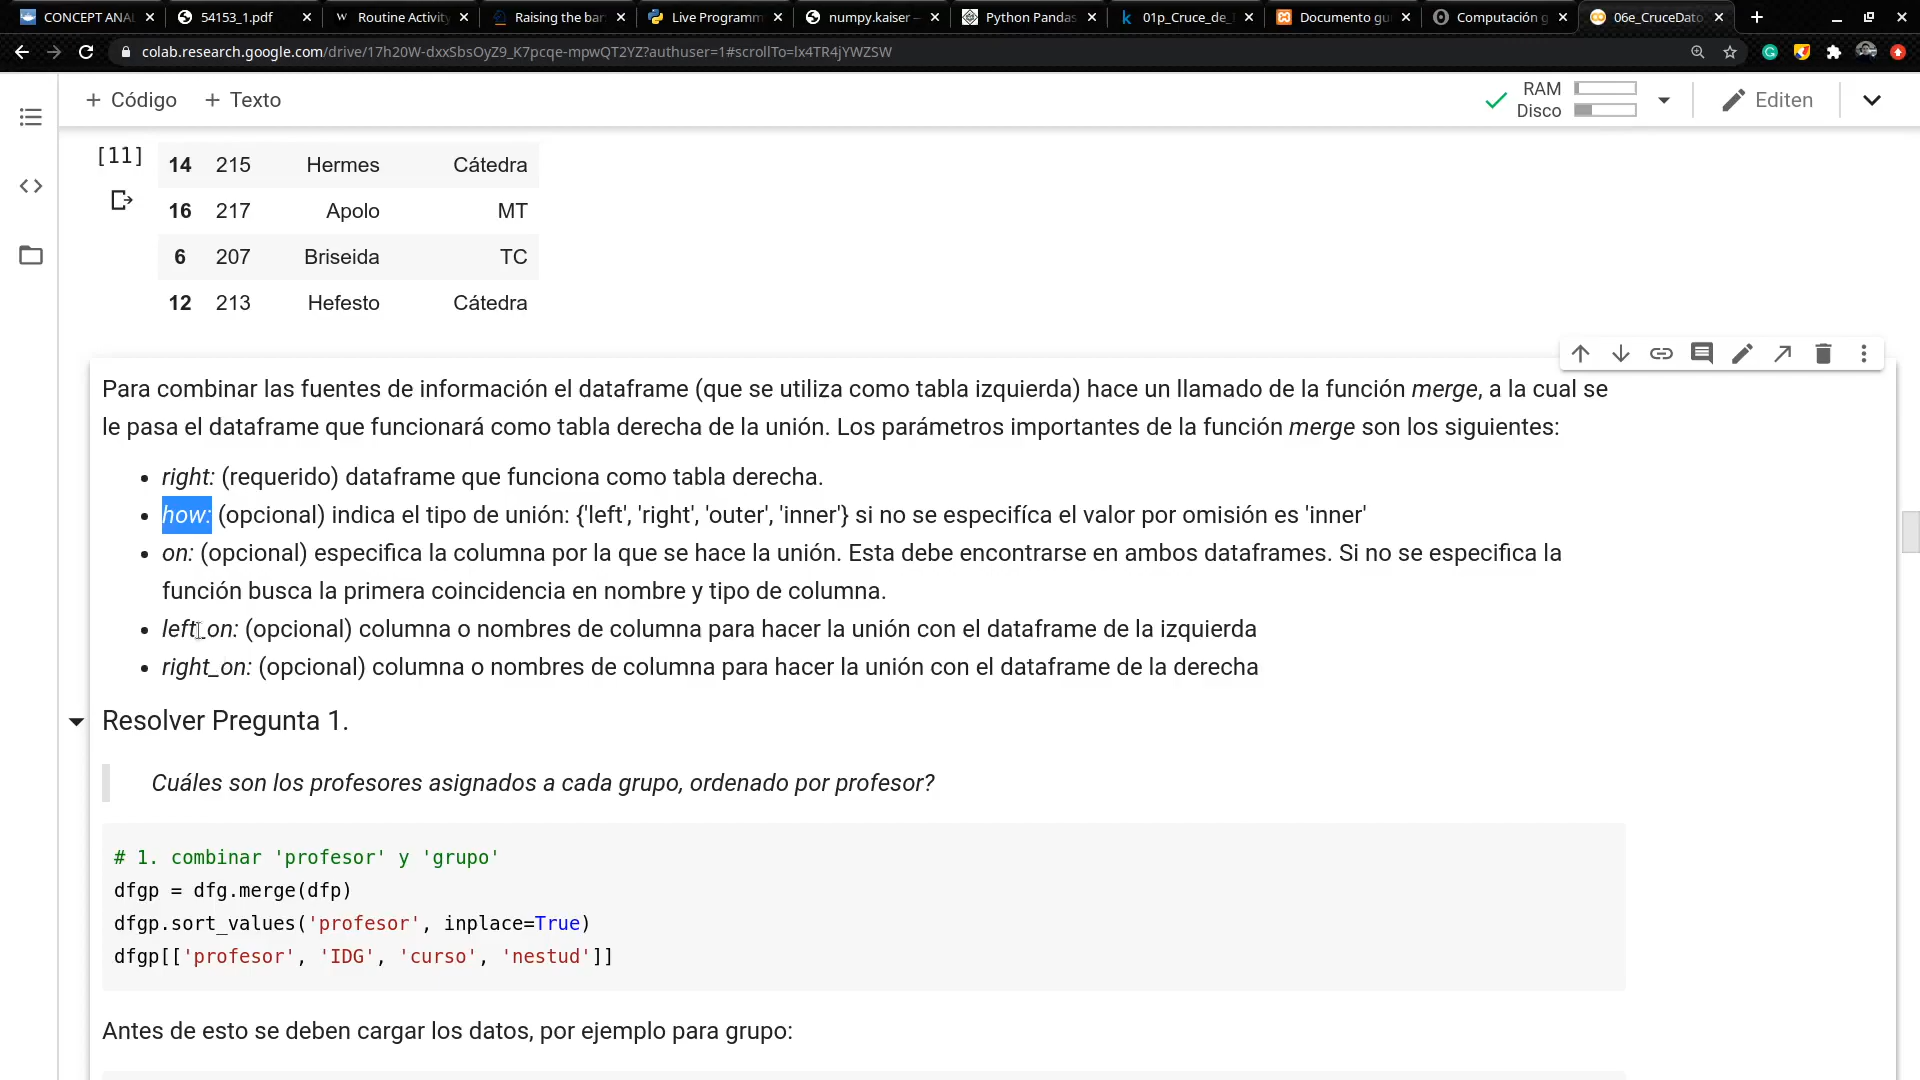 CONCEPT ANAL
54153_1.pdf
Routine Activity
Raising the bar
Live Programm
numpy.kaiser
Python Pandas
01p_Cruce_de_
Documento gu
Computación g
06e_CruceDato
colab.research.google.com/drive/17h20W-dxxSbsOyZ9_K7pcqe-mpwQT2YZ?authuser=1#scrollTo=lx4TR4jYWZSW
+ Código + Texto
RAM
Disco
Editen
[11]
14 215 Hermes Cátedra
16 217 Apolo MT
6 207 Briseida TC
12 213 Hefesto Cátedra
Para combinar las fuentes de información el dataframe (que se utiliza como tabla izquierda) hace un llamado de la función merge, a la cual se
le pasa el dataframe que funcionará como tabla derecha de la unión. Los parámetros importantes de la función merge son los siguientes:
• right: (requerido) dataframe que funciona como tabla derecha.
• how: (opcional) indica el tipo de unión: {'left', 'right', 'outer', 'inner'} si no se especifíca el valor por omisión es 'inner'
• on: (opcional) especifica la columna por la que se hace la unión. Esta debe encontrarse en ambos dataframes. Si no se especifica la
función busca la primera coincidencia en nombre y tipo de columna.
• left_on: (opcional) columna o nombres de columna para hacer la unión con el dataframe de la izquierda
• right_on: (opcional) columna o nombres de columna para hacer la unión con el dataframe de la derecha
Resolver Pregunta 1.
Cuáles son los profesores asignados a cada grupo, ordenado por profesor?
# 1. combinar 'profesor' y 'grupo'
dfgp = dfg.merge(dfp)
dfgp.sort_values('profesor', inplace=True)
dfgp[['profesor', 'IDG', 'curso', 'nestud']]
Antes de esto se deben cargar los datos, por ejemplo para grupo: